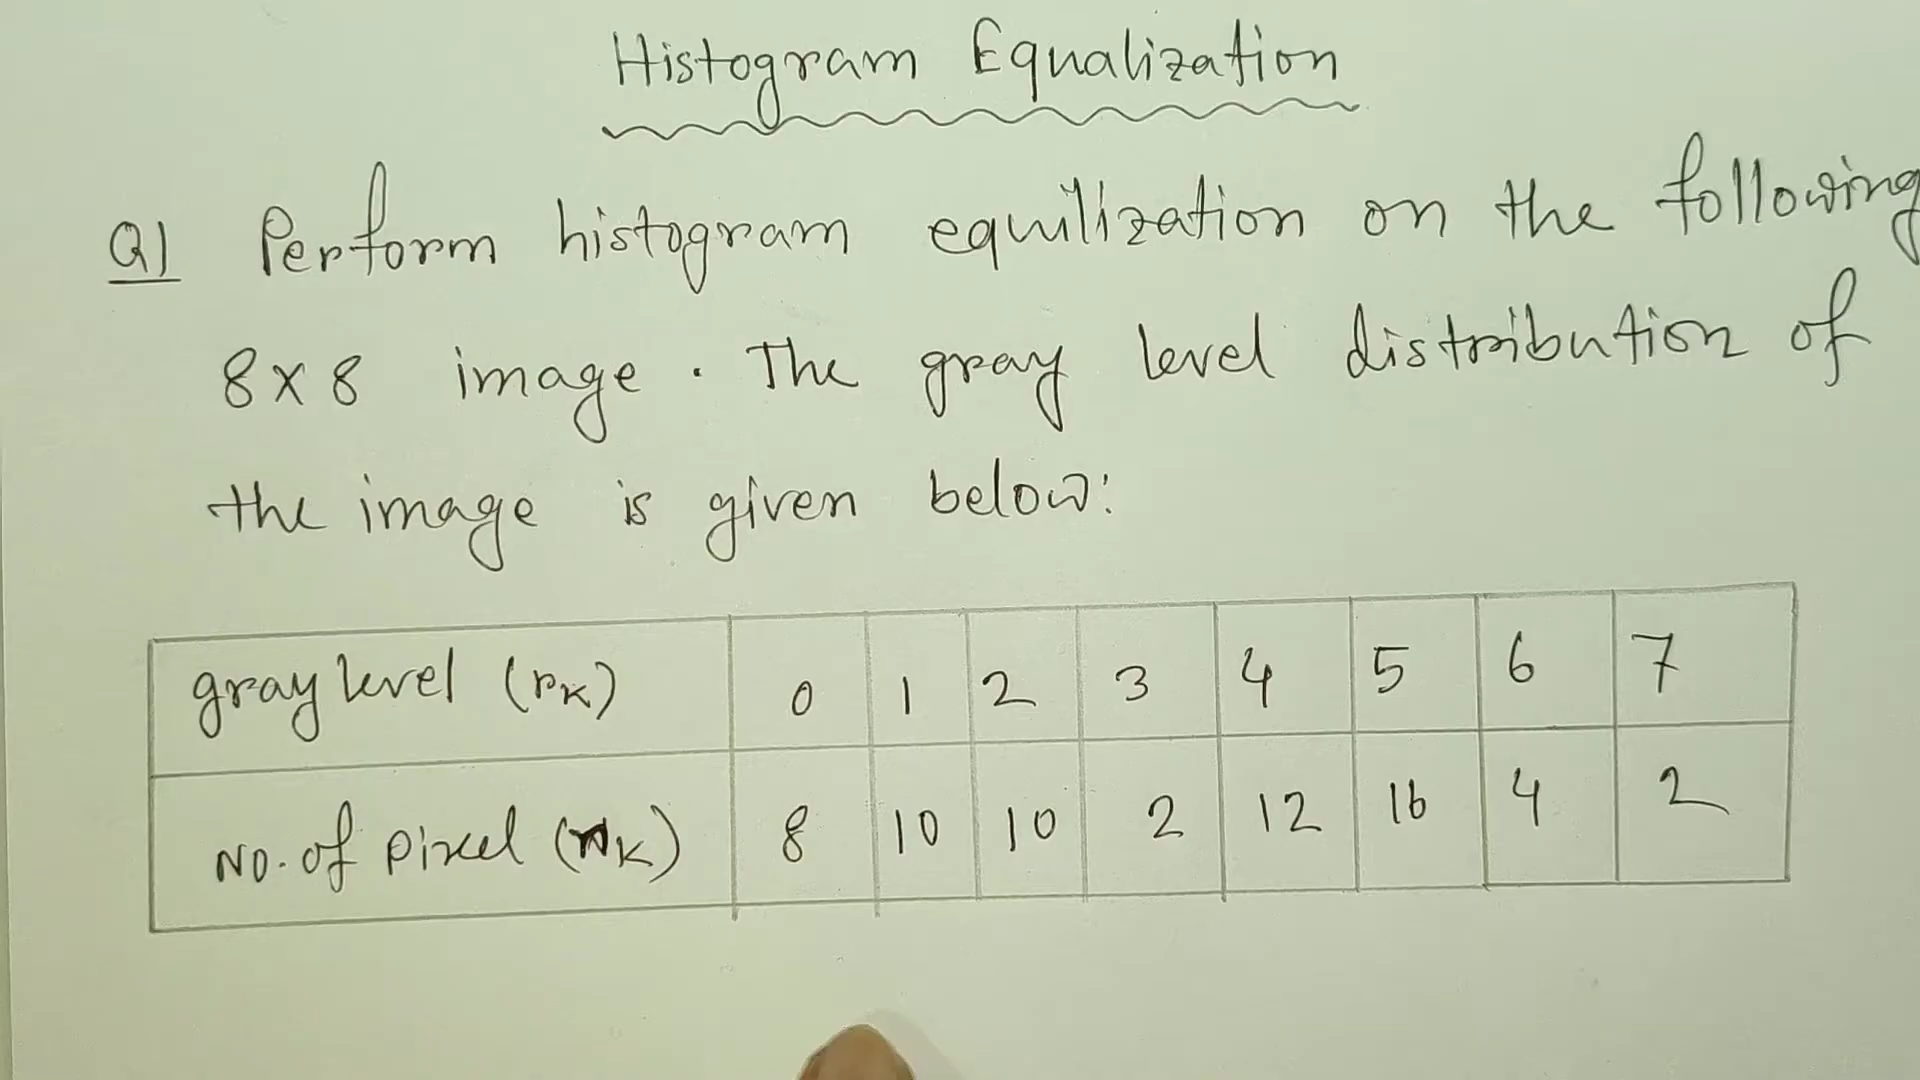 Histogram Equalization
Q1 Perform histogram equilization on the following
8x8 image. The gray level distribution of
the image is given below:
gray level (rK) 0 1 2 3 4 5 6 7
No. of pixel (nK) 8 10 10 2 12 16 4 2